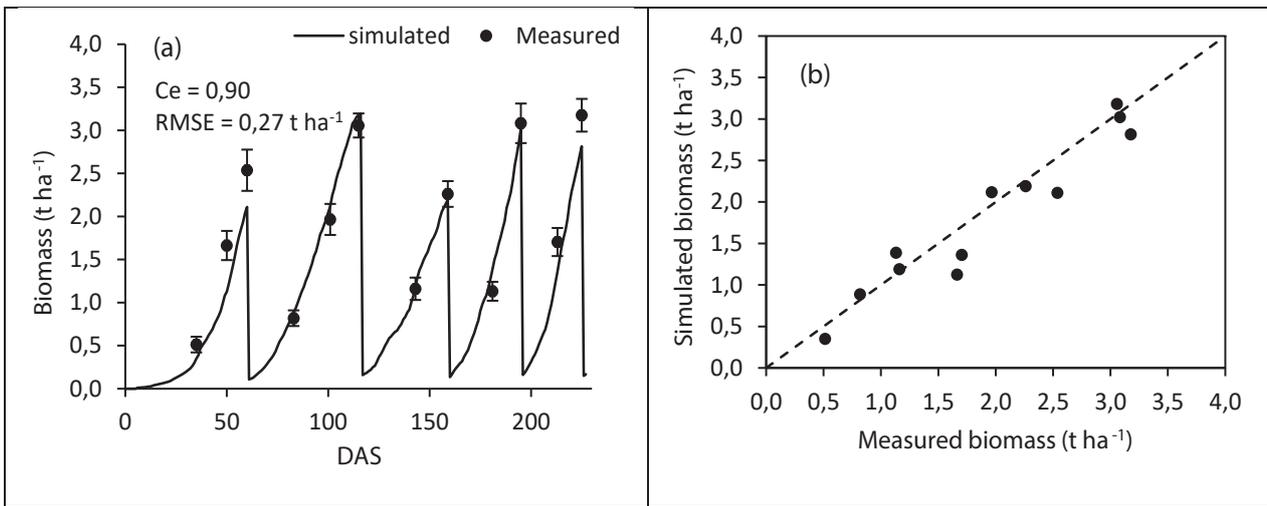 (a)
simulated
Measured
Ce = 0,90
RMSE = 0,27 t ha⁻¹
4,0
3,5
3,0
2,5
2,0
1,5
1,0
0,5
0,0
Biomass (t ha⁻¹)
0 50 100 150 200
DAS
(b)
4,0
3,5
3,0
2,5
2,0
1,5
1,0
0,5
0,0
Simulated biomass (t ha⁻¹)
0,0 0,5 1,0 1,5 2,0 2,5 3,0 3,5 4,0
Measured biomass (t ha⁻¹)